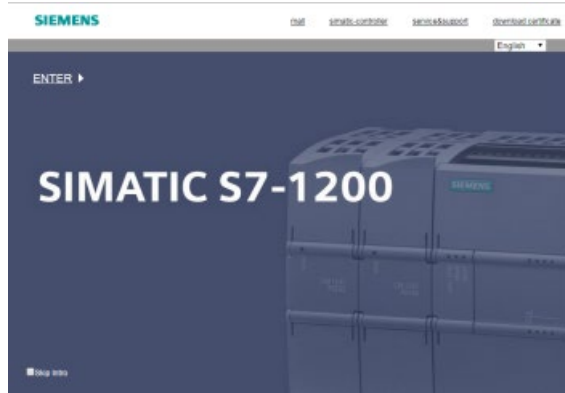 SIEMENS
mail simatic-controller service&support download certificate
English
ENTER
SIMATIC S7-1200
SIEMENS
Skip Intro